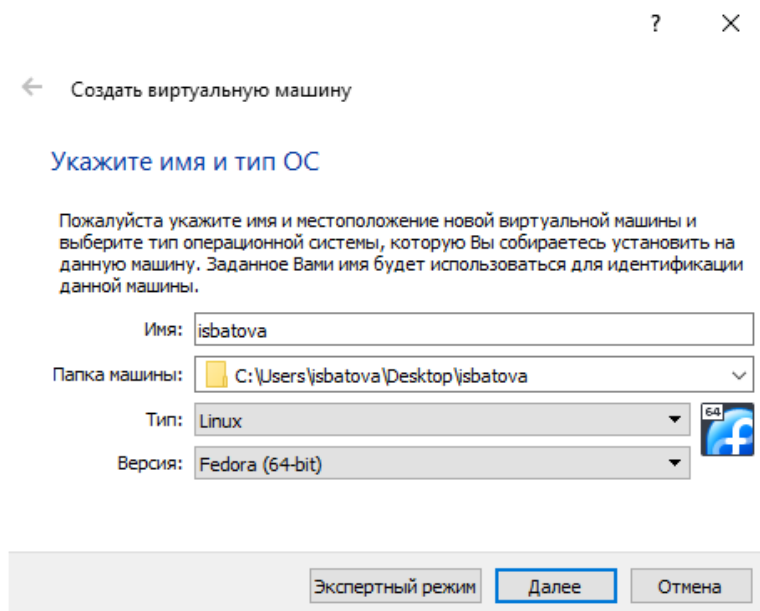 ?
Создать виртуальную машину
Укажите имя и тип ОС
Пожалуйста укажите имя и местоположение новой виртуальной машины и
выберите тип операционной системы, которую Вы собираетесь установить на
данную машину. Заданное Вами имя будет использоваться для идентификации
данной машины.
Имя: isbatova
Папка машины: C:\Users\isbatova\Desktop\isbatova
Тип: Linux
64
Версия: Fedora (64-bit)
Экспертный режим Далее Отмена